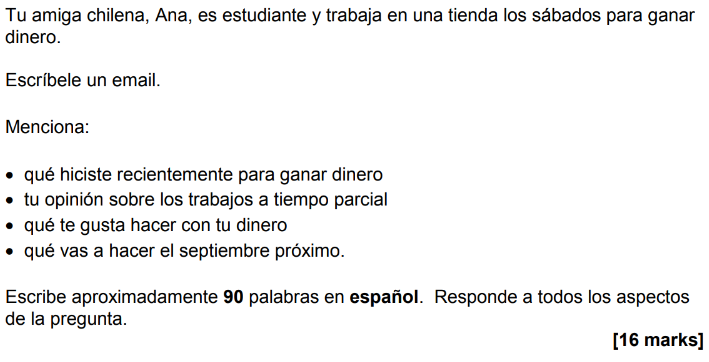 Tu amiga chilena, Ana, es estudiante y trabaja en una tienda los sábados para ganar
dinero.
Escríbele un email.
Menciona:
• qué hiciste recientemente para ganar dinero
• tu opinión sobre los trabajos a tiempo parcial
• qué te gusta hacer con tu dinero
• qué vas a hacer el septiembre próximo.
Escribe aproximadamente 90 palabras en español. Responde a todos los aspectos
de la pregunta.
[16 marks]